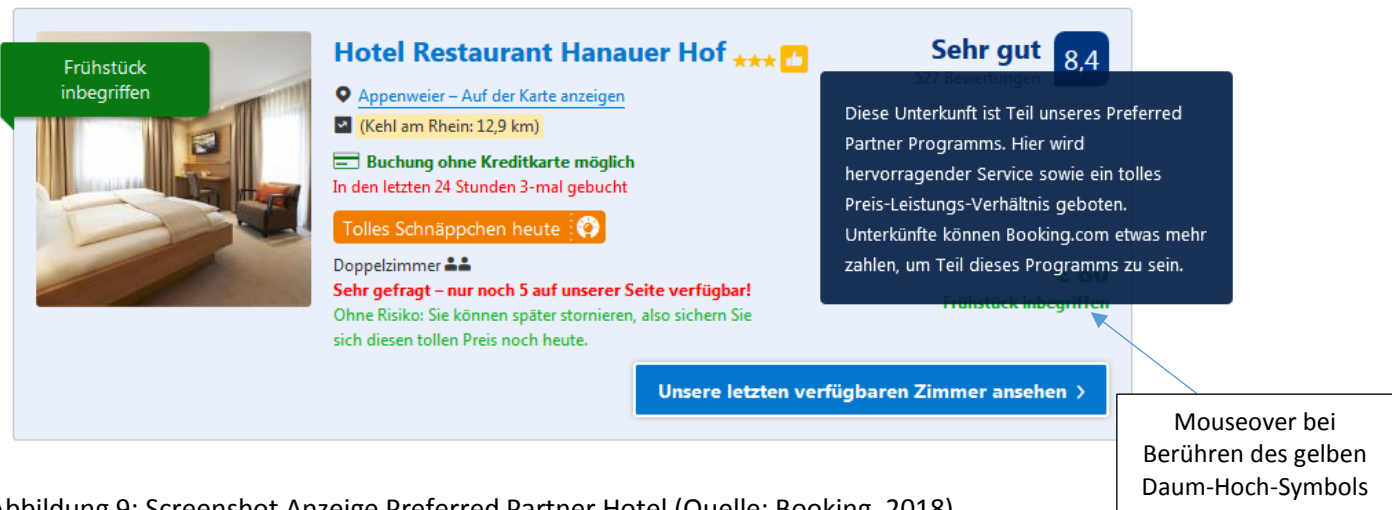 Frühstück
inbegriffen
Hotel Restaurant Hanauer Hof
Appenweier – Auf der Karte anzeigen
(Kehl am Rhein: 12,9 km)
Buchung ohne Kreditkarte möglich
In den letzten 24 Stunden 3-mal gebucht
Tolles Schnäppchen heute
Doppelzimmer
Sehr gefragt – nur noch 5 auf unserer Seite verfügbar!
Ohne Risiko: Sie können später stornieren, also sichern Sie
sich diesen tollen Preis noch heute.
Sehr gut 8,4
527 Bewertungen
Diese Unterkunft ist Teil unseres Preferred
Partner Programms. Hier wird
hervorragender Service sowie ein tolles
Preis-Leistungs-Verhältnis geboten.
Unterkünfte können Booking.com etwas mehr
zahlen, um Teil dieses Programms zu sein.
Frühstück inbegriffen
Unsere letzten verfügbaren Zimmer ansehen
Mouseover bei
Berühren des gelben
Daum-Hoch-Symbols
Abbildung 9: Screenshot Anzeige Preferred Partner Hotel (Quelle: Booking, 2018)